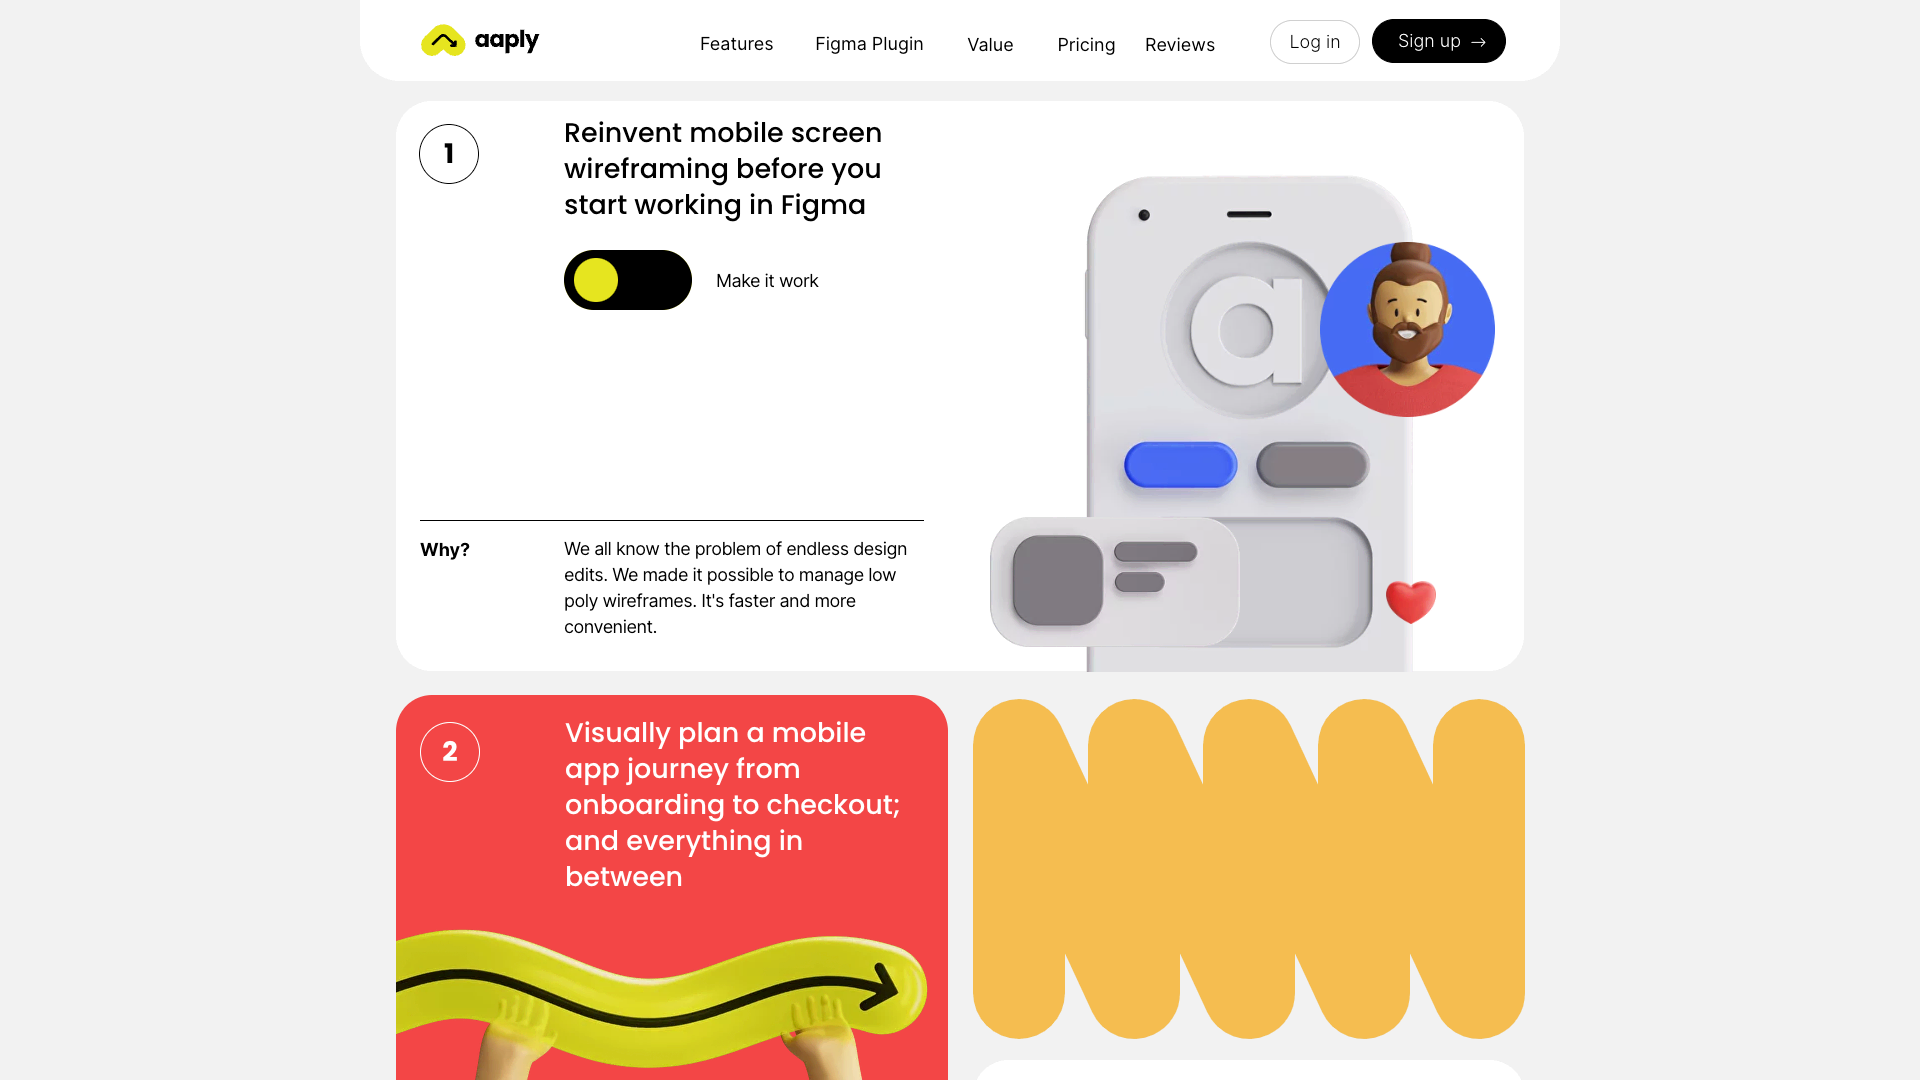 aaply
Features
Figma Plugin
Value
Pricing
Reviews
Log in
Sign up →
1
Reinvent mobile screen
wireframing before you
start working in Figma
Make it work
a
Why?
We all know the problem of endless design
edits. We made it possible to manage low
poly wireframes. It's faster and more
convenient.
2
Visually plan a mobile
app journey from
onboarding to checkout;
and everything in
between